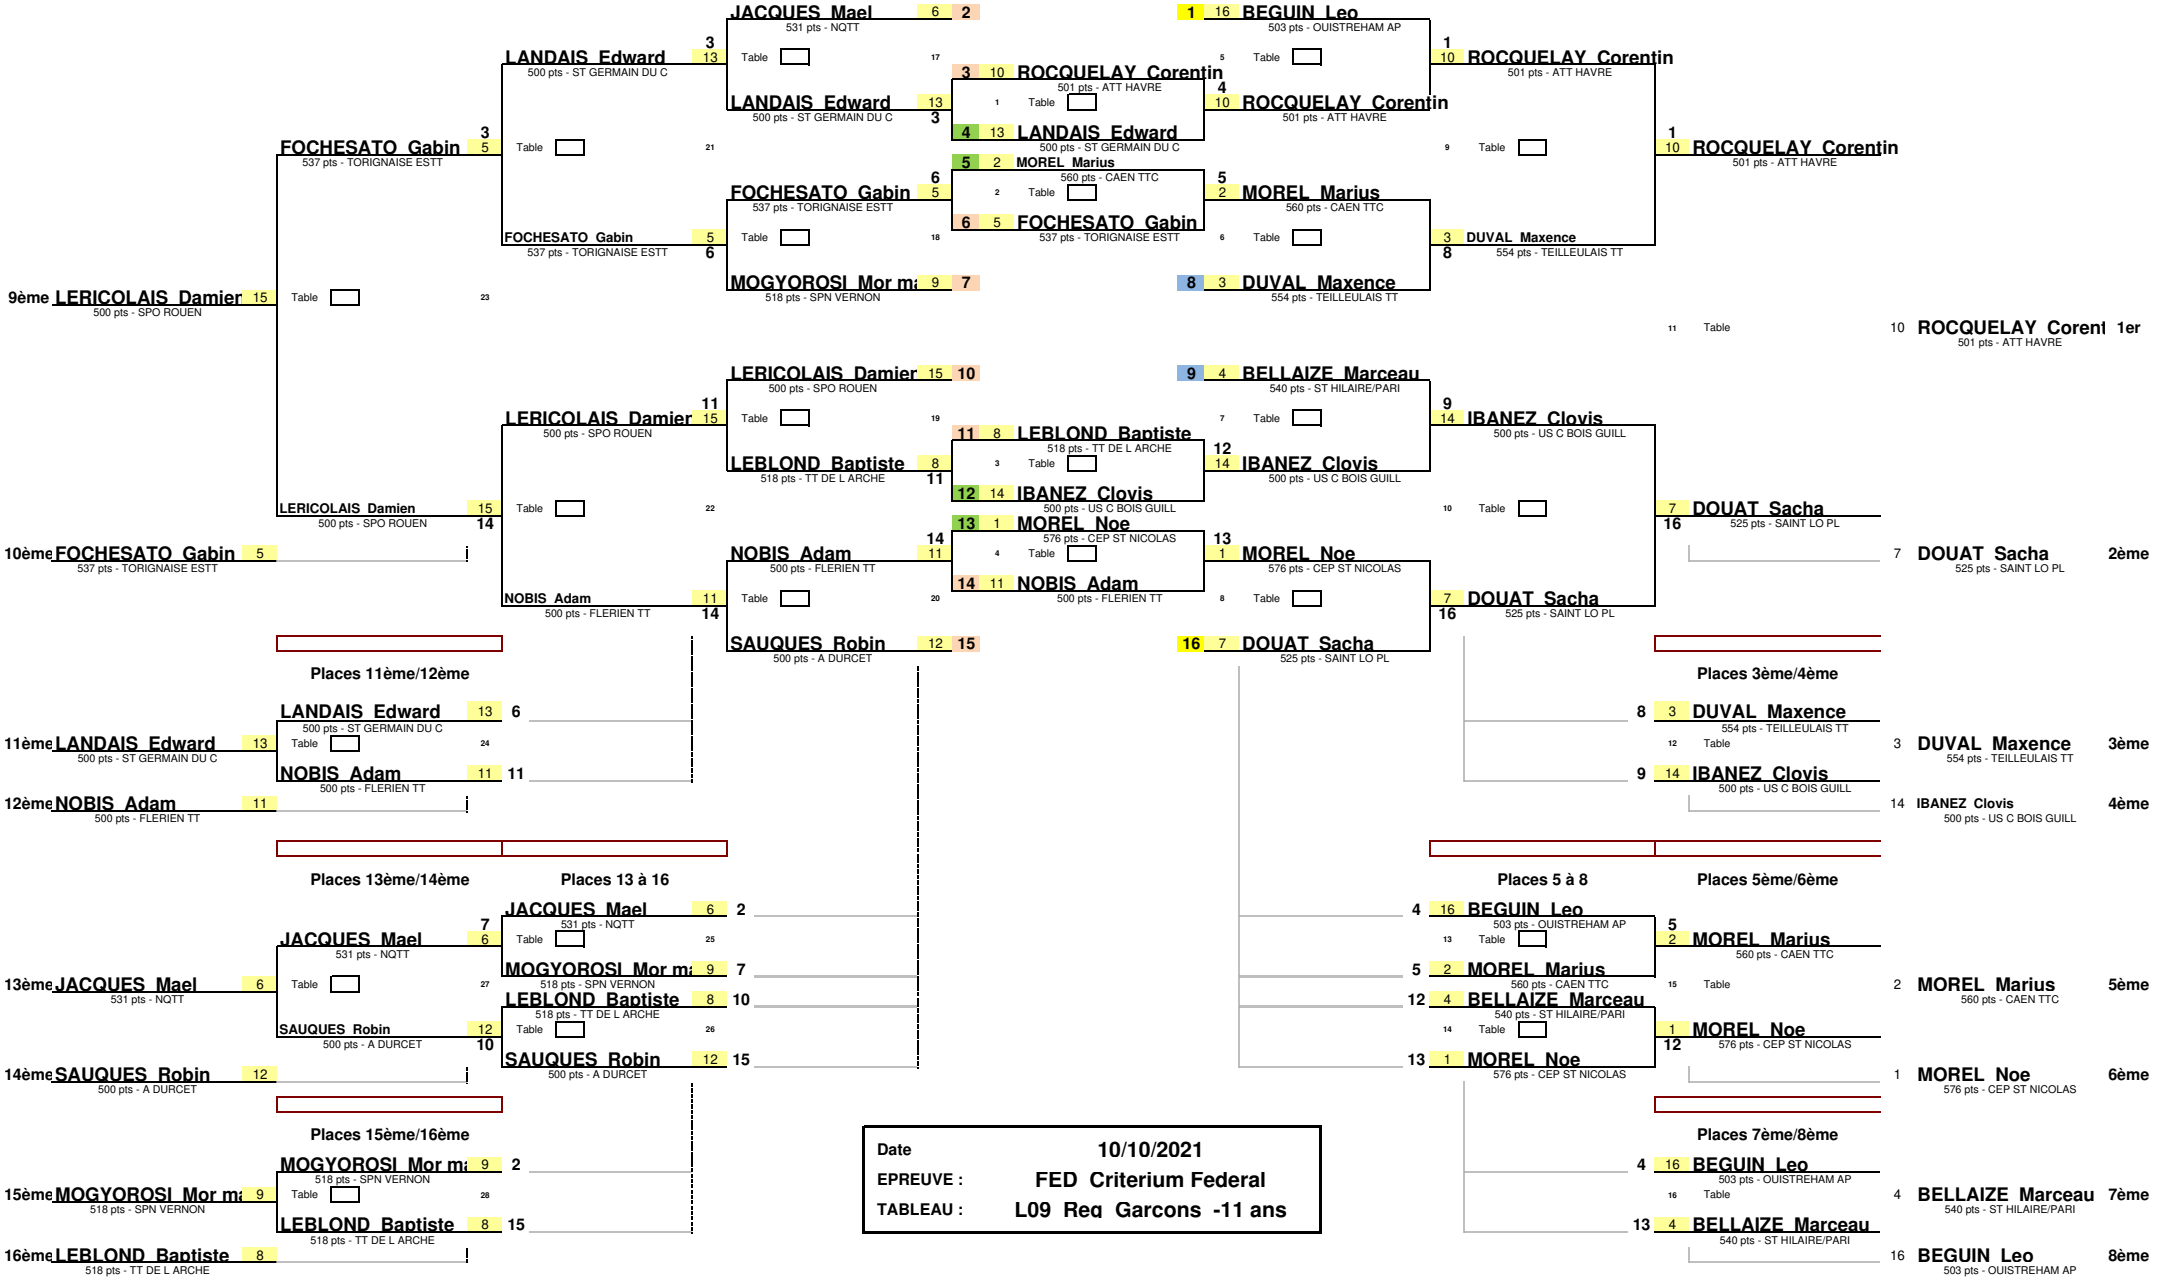 JACQUES Mael 6 2
531 pts - NQTT
1 16 BEGUIN Leo
503 pts - OUISTREHAM AP
3
LANDAIS Edward 13
500 pts - ST GERMAIN DU C
Table 17
5 Table
1
10 ROCQUELAY Corentin
501 pts - ATT HAVRE
3 10 ROCQUELAY Corentin
501 pts - ATT HAVRE
LANDAIS Edward 13
500 pts - ST GERMAIN DU C
3
1 Table
4
10 ROCQUELAY Corentin
501 pts - ATT HAVRE
4 13 LANDAIS Edward
500 pts - ST GERMAIN DU C
3
FOCHESATO Gabin 5
537 pts - TORIGNAISE ESTT
Table 21
9 Table
1
10 ROCQUELAY Corentin
501 pts - ATT HAVRE
5 2 MOREL Marius
560 pts - CAEN TTC
6
FOCHESATO Gabin 5
537 pts - TORIGNAISE ESTT
2 Table
5
2 MOREL Marius
560 pts - CAEN TTC
6 5 FOCHESATO Gabin
537 pts - TORIGNAISE ESTT
FOCHESATO Gabin 5
537 pts - TORIGNAISE ESTT
6
Table 18
6 Table
3 DUVAL Maxence
8
554 pts - TEILLEULAIS TT
MOGYOROSI Mor ma 9 7
518 pts - SPN VERNON
8 3 DUVAL Maxence
554 pts - TEILLEULAIS TT
9ème LERICOLAIS Damien 15
500 pts - SPO ROUEN
Table 23
11 Table
10 ROCQUELAY Corent 1er
501 pts - ATT HAVRE
LERICOLAIS Damien 15 10
500 pts - SPO ROUEN
9 4 BELLAIZE Marceau
540 pts - ST HILAIRE/PARI
11
LERICOLAIS Damien 15
500 pts - SPO ROUEN
Table 19
7 Table
9
14 IBANEZ Clovis
500 pts - US C BOIS GUILL
11 8 LEBLOND Baptiste
518 pts - TT DE L ARCHE
LEBLOND Baptiste 8
518 pts - TT DE L ARCHE
11
3 Table
12
14 IBANEZ Clovis
500 pts - US C BOIS GUILL
12 14 IBANEZ Clovis
500 pts - US C BOIS GUILL
LERICOLAIS Damien 15
500 pts - SPO ROUEN
14
Table 22
10 Table
7 DOUAT Sacha
16
525 pts - SAINT LO PL
13 1 MOREL Noe
576 pts - CEP ST NICOLAS
10ème FOCHESATO Gabin 5
537 pts - TORIGNAISE ESTT
14
NOBIS Adam 11
500 pts - FLERIEN TT
4 Table
13
1 MOREL Noe
576 pts - CEP ST NICOLAS
7 DOUAT Sacha 2ème
525 pts - SAINT LO PL
14 11 NOBIS Adam
500 pts - FLERIEN TT
NOBIS Adam 11
500 pts - FLERIEN TT
14
Table 20
8 Table
7 DOUAT Sacha
16
525 pts - SAINT LO PL
SAUQUES Robin 12 15
500 pts - A DURCET
16 7 DOUAT Sacha
525 pts - SAINT LO PL
Places 11ème/12ème
Places 3ème/4ème
LANDAIS Edward 13 6
500 pts - ST GERMAIN DU C
8 3 DUVAL Maxence
554 pts - TEILLEULAIS TT
11ème LANDAIS Edward 13
500 pts - ST GERMAIN DU C
Table 24
12 Table
3 DUVAL Maxence 3ème
554 pts - TEILLEULAIS TT
NOBIS Adam 11 11
500 pts - FLERIEN TT
9 14 IBANEZ Clovis
500 pts - US C BOIS GUILL
12ème NOBIS Adam 11
500 pts - FLERIEN TT
14 IBANEZ Clovis 4ème
500 pts - US C BOIS GUILL
Places 13ème/14ème
Places 13 à 16
Places 5 à 8
Places 5ème/6ème
JACQUES Mael 6 2
531 pts - NQTT
4 16 BEGUIN Leo
503 pts - OUISTREHAM AP
7
JACQUES Mael 6
531 pts - NQTT
Table 25
13 Table
5
2 MOREL Marius
560 pts - CAEN TTC
MOGYOROSI Mor ma 9 7
518 pts - SPN VERNON
5 2 MOREL Marius
560 pts - CAEN TTC
13ème JACQUES Mael 6
531 pts - NQTT
Table 27
15 Table
2 MOREL Marius 5ème
560 pts - CAEN TTC
LEBLOND Baptiste 8 10
518 pts - TT DE L ARCHE
12 4 BELLAIZE Marceau
540 pts - ST HILAIRE/PARI
SAUQUES Robin 12
500 pts - A DURCET
10
Table 26
14 Table
1 MOREL Noe
12
576 pts - CEP ST NICOLAS
SAUQUES Robin 12 15
500 pts - A DURCET
13 1 MOREL Noe
576 pts - CEP ST NICOLAS
14ème SAUQUES Robin 12
500 pts - A DURCET
1 MOREL Noe 6ème
576 pts - CEP ST NICOLAS
Places 15ème/16ème
Places 7ème/8ème
Date 10/10/2021
EPREUVE : FED Criterium Federal
TABLEAU : L09 Reg Garcons -11 ans
MOGYOROSI Mor ma 9 2
518 pts - SPN VERNON
4 16 BEGUIN Leo
503 pts - OUISTREHAM AP
15ème MOGYOROSI Mor ma 9
518 pts - SPN VERNON
Table 28
16 Table
4 BELLAIZE Marceau 7ème
540 pts - ST HILAIRE/PARI
LEBLOND Baptiste 8 15
518 pts - TT DE L ARCHE
13 4 BELLAIZE Marceau
540 pts - ST HILAIRE/PARI
16ème LEBLOND Baptiste 8
518 pts - TT DE L ARCHE
16 BEGUIN Leo 8ème
503 pts - OUISTREHAM AP